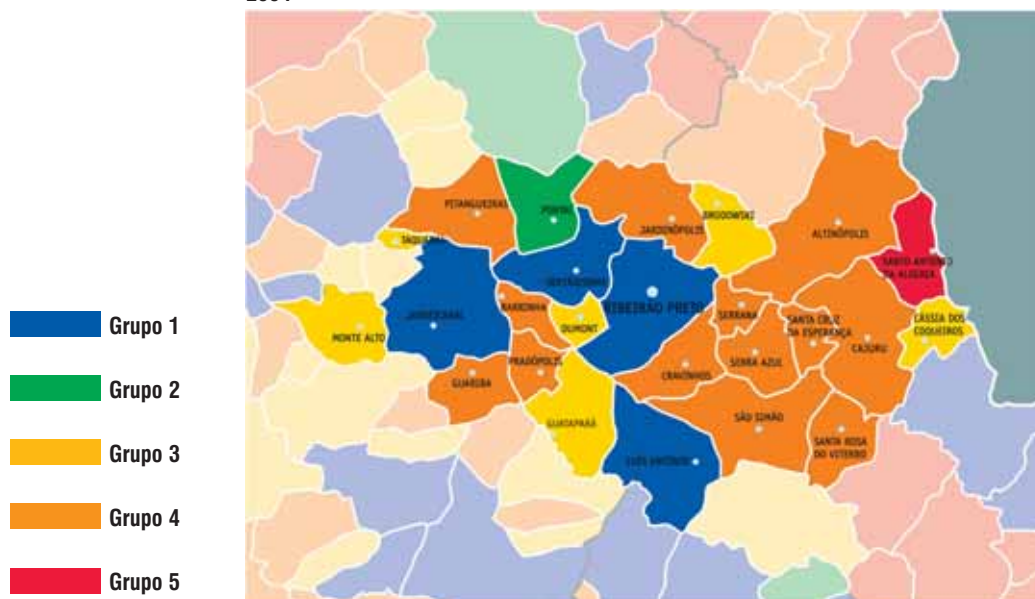 PITANGUEIRAS
PONTAL
JARDINÓPOLIS
BRODOWSKI
ALTINÓPOLIS
TAQUARAL
SERTÃOZINHO
SANTO ANTÔNIO
DA ALEGRIA
JABOTICABAL
BARRINHA
RIBEIRÃO PRETO
Grupo 1
MONTE ALTO
DUMONT
SERRANA
SANTA CRUZ
DA ESPERANÇA
CÁSSIA DOS
COQUEIROS
CAJURU
PRADÓPOLIS
SERRA AZUL
GUARIBA
CRAVINHOS
Grupo 2
GUATAPARÁ
SÃO SIMÃO
SANTA ROSA
DO VITERBO
Grupo 3
LUÍS ANTÔNIO
Grupo 4
Grupo 5